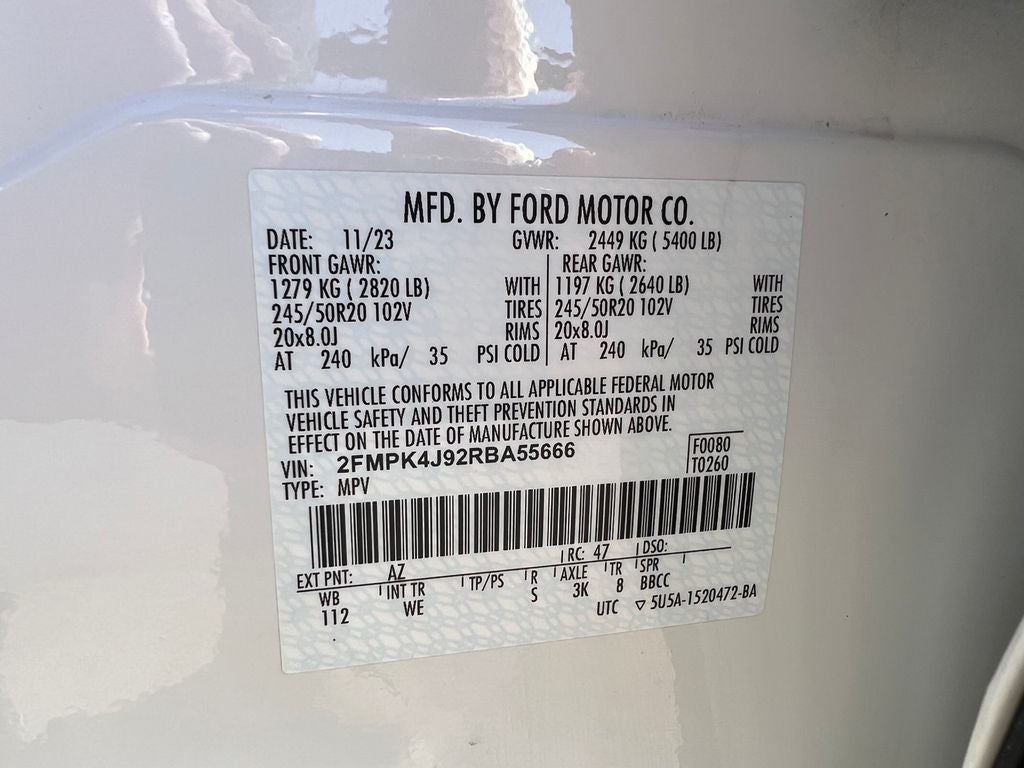 MFD. BY FORD MOTOR CO.
DATE: 11/23 GVWR: 2449 KG ( 5400 LB)
FRONT GAWR: REAR GAWR:
1279 KG ( 2820 LB) WITH 1197 KG ( 2640 LB) WITH
245/50R20 102V TIRES 245/50R20 102V TIRES
20x8.0J RIMS 20x8.0J RIMS
AT 240 kPa/ 35 PSI COLD AT 240 kPa/ 35 PSI COLD
THIS VEHICLE CONFORMS TO ALL APPLICABLE FEDERAL MOTOR
VEHICLE SAFETY AND THEFT PREVENTION STANDARDS IN
EFFECT ON THE DATE OF MANUFACTURE SHOWN ABOVE.
VIN: 2FMPK4J92RBA55666 F0080
TYPE: MPV T0260
EXT PNT: AZ RC: 47 DSO:
WB INT TR TP/PS R AXLE TR SPR
112 WE S 3K 8 BBCC
UTC ▽ 5U5A-1520472-BA